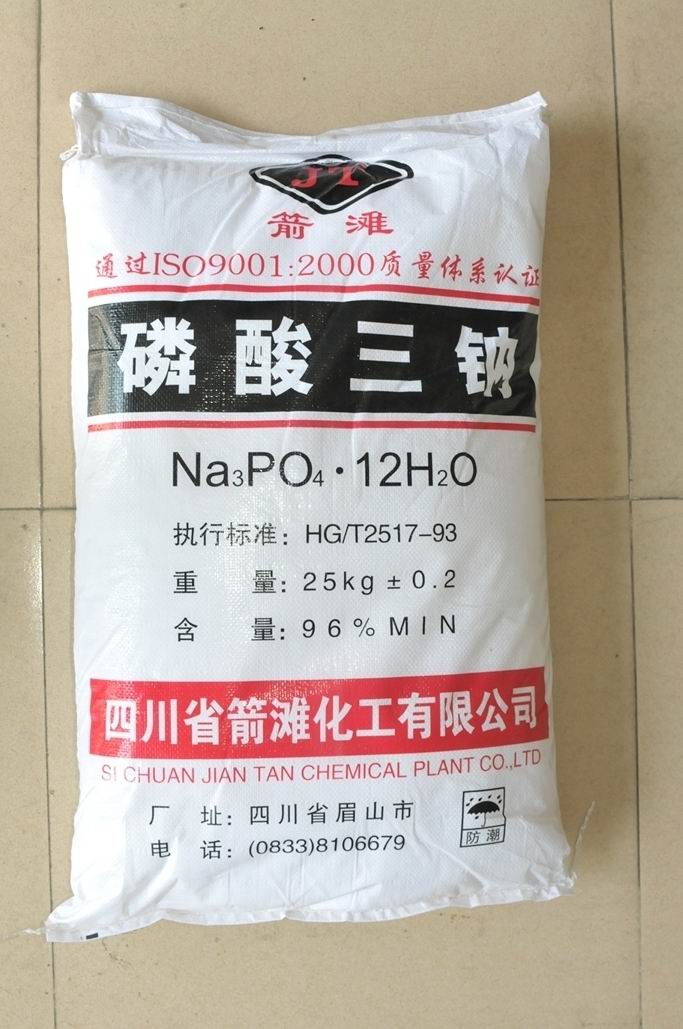 JT
箭滩
通过ISO9001:2000质量体系认证
磷酸三钠
Na₃PO₄·12H₂O
执行标准：HG/T2517-93
重 量：25kg±0.2
含 量：96%MIN
四川省箭滩化工有限公司
SI CHUAN JIAN TAN CHEMICAL PLANT CO.,LTD
厂 址：四川省眉山市
电 话：(0833)8106679
防潮